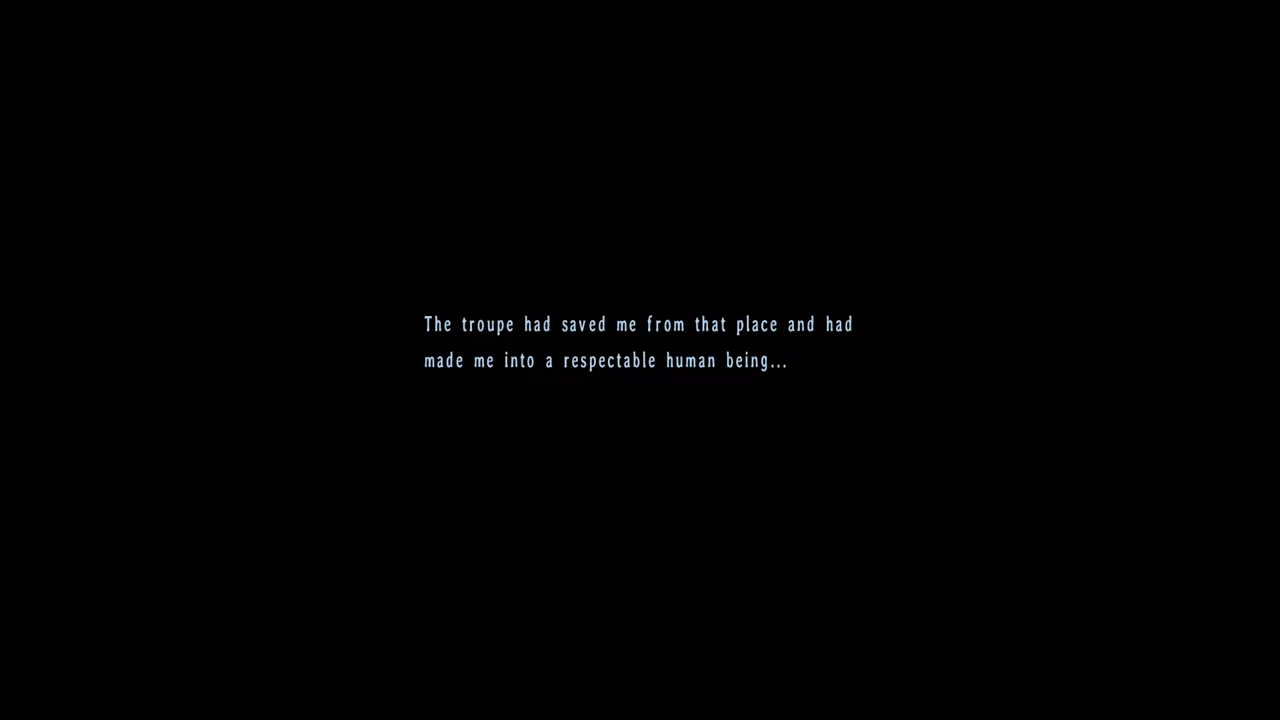 The troupe had saved me from that place and had
made me into a respectable human being...